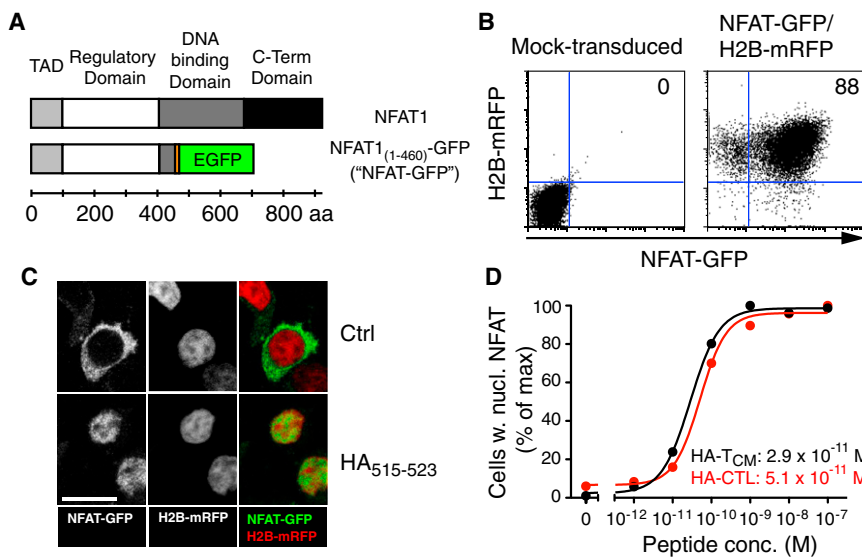 A
TAD
Regulatory
Domain
DNA
binding
Domain
C-Term
Domain
NFAT1
EGFP
NFAT1(1-460)-GFP
("NFAT-GFP")
0 200 400 600 800 aa
B
Mock-transduced
NFAT-GFP/
H2B-mRFP
0
88
H2B-mRFP
NFAT-GFP
C
Ctrl
HA515-523
NFAT-GFP
H2B-mRFP
NFAT-GFP
H2B-mRFP
D
Cells w. nucl. NFAT
(% of max)
100
80
60
40
20
0
HA-TCM: 2.9 x 10-11 M
HA-CTL: 5.1 x 10-11 M
0 10-12 10-11 10-10 10-9 10-8 10-7
Peptide conc. (M)